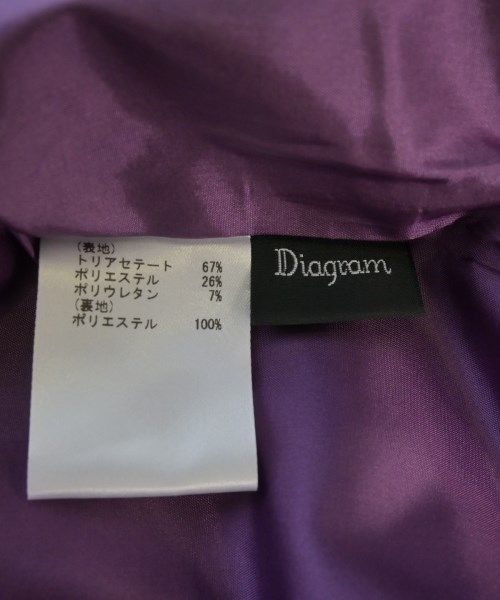 (表地)
トリアセテート 67%
ポリエステル 26%
ポリウレタン 7%
(裏地)
ポリエステル 100%
Diagram